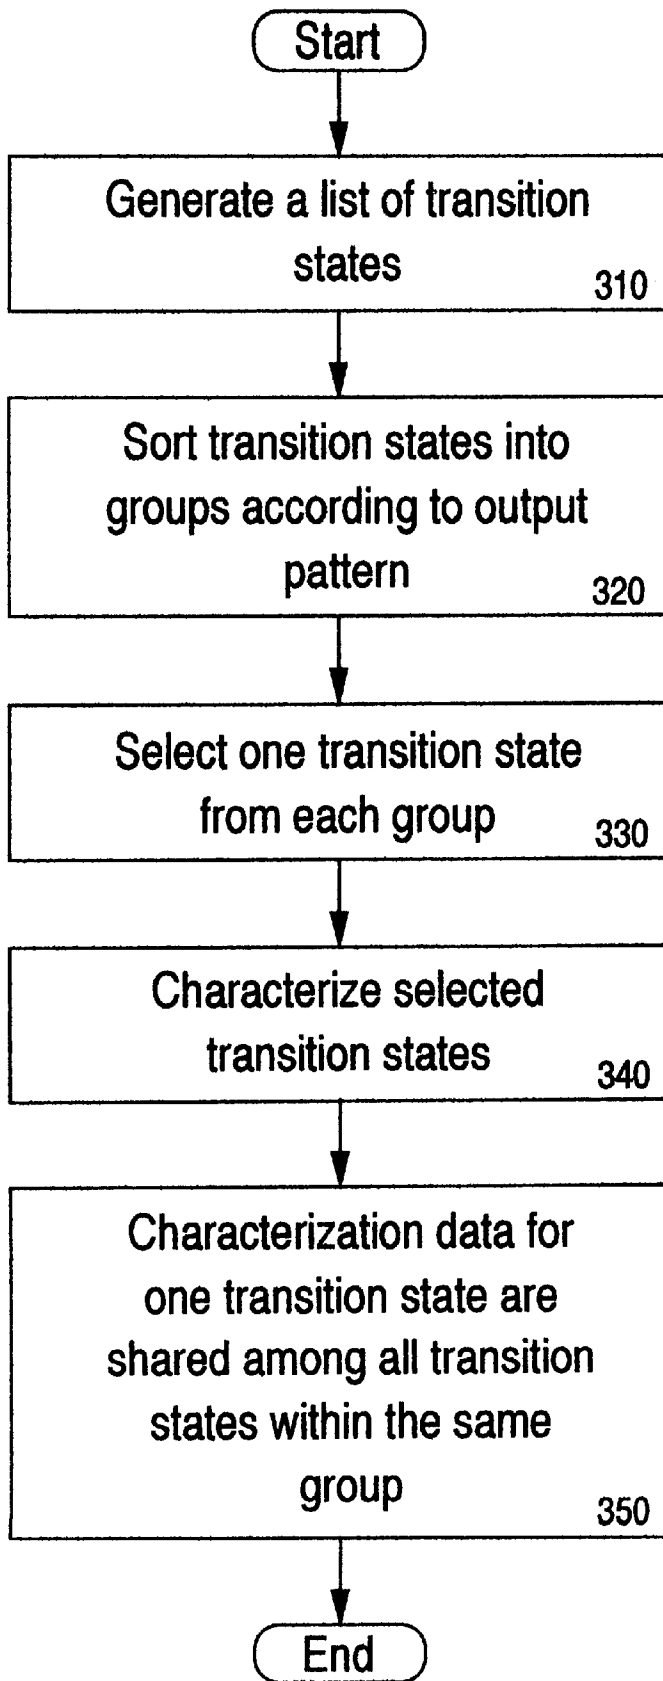 Start
Generate a list of transition
states
310
Sort transition states into
groups according to output
pattern
320
Select one transition state
from each group
330
Characterize selected
transition states
340
Characterization data for
one transition state are
shared among all transition
states within the same
group
350
End